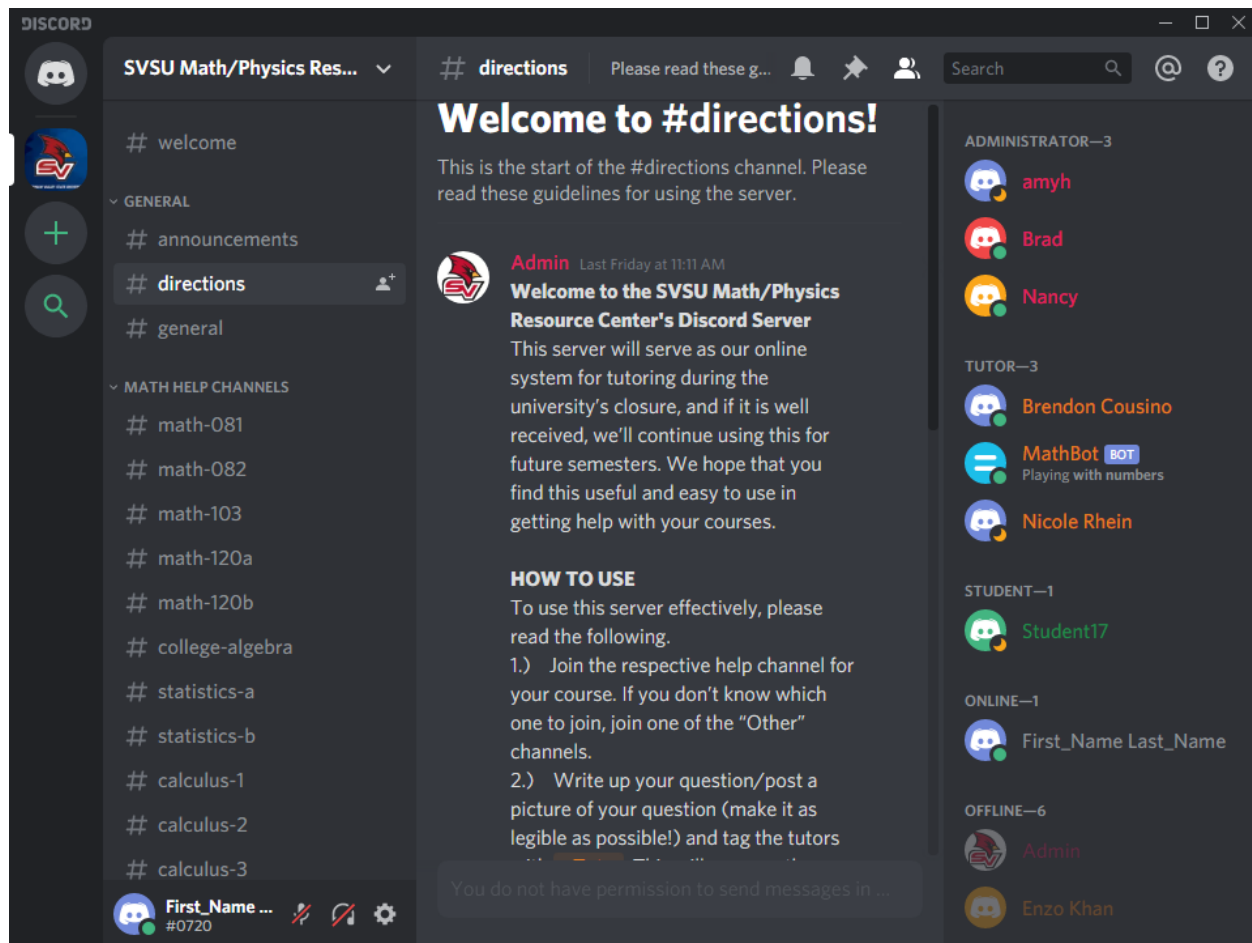 DISCORD
SVSU Math/Physics Res...
# welcome
GENERAL
# announcements
# directions
# general
MATH HELP CHANNELS
# math-081
# math-082
# math-103
# math-120a
# math-120b
# college-algebra
# statistics-a
# statistics-b
# calculus-1
# calculus-2
# calculus-3
First_Name ...
#0720
# directions
Please read these g...
Search
Welcome to #directions!
This is the start of the #directions channel. Please
read these guidelines for using the server.
Admin Last Friday at 11:11 AM
Welcome to the SVSU Math/Physics
Resource Center's Discord Server
This server will serve as our online
system for tutoring during the
university’s closure, and if it is well
received, we’ll continue using this for
future semesters. We hope that you
find this useful and easy to use in
getting help with your courses.
HOW TO USE
To use this server effectively, please
read the following.
1.) Join the respective help channel for
your course. If you don’t know which
one to join, join one of the “Other”
channels.
2.) Write up your question/post a
picture of your question (make it as
legible as possible!) and tag the tutors
You do not have permission to send messages in ...
ADMINISTRATOR—3
amyh
Brad
Nancy
TUTOR—3
Brendon Cousino
MathBot BOT
Playing with numbers
Nicole Rhein
STUDENT—1
Student17
ONLINE—1
First_Name Last_Name
OFFLINE—6
Admin
Enzo Khan